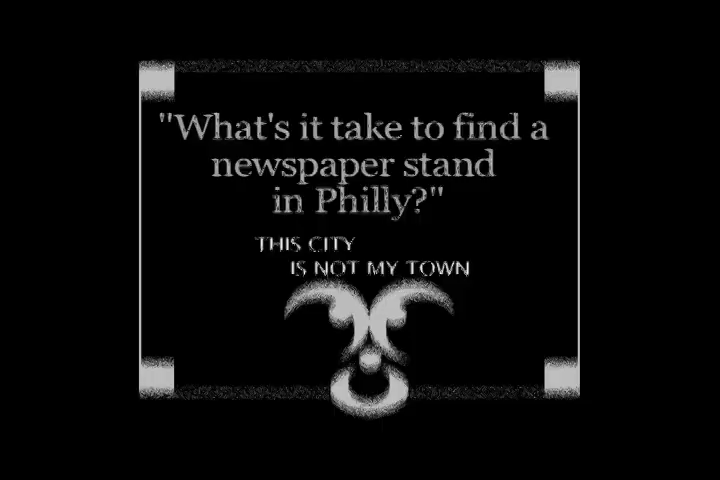 "What's it take to find a
newspaper stand
in Philly?"
THIS CITY
IS NOT MY TOWN